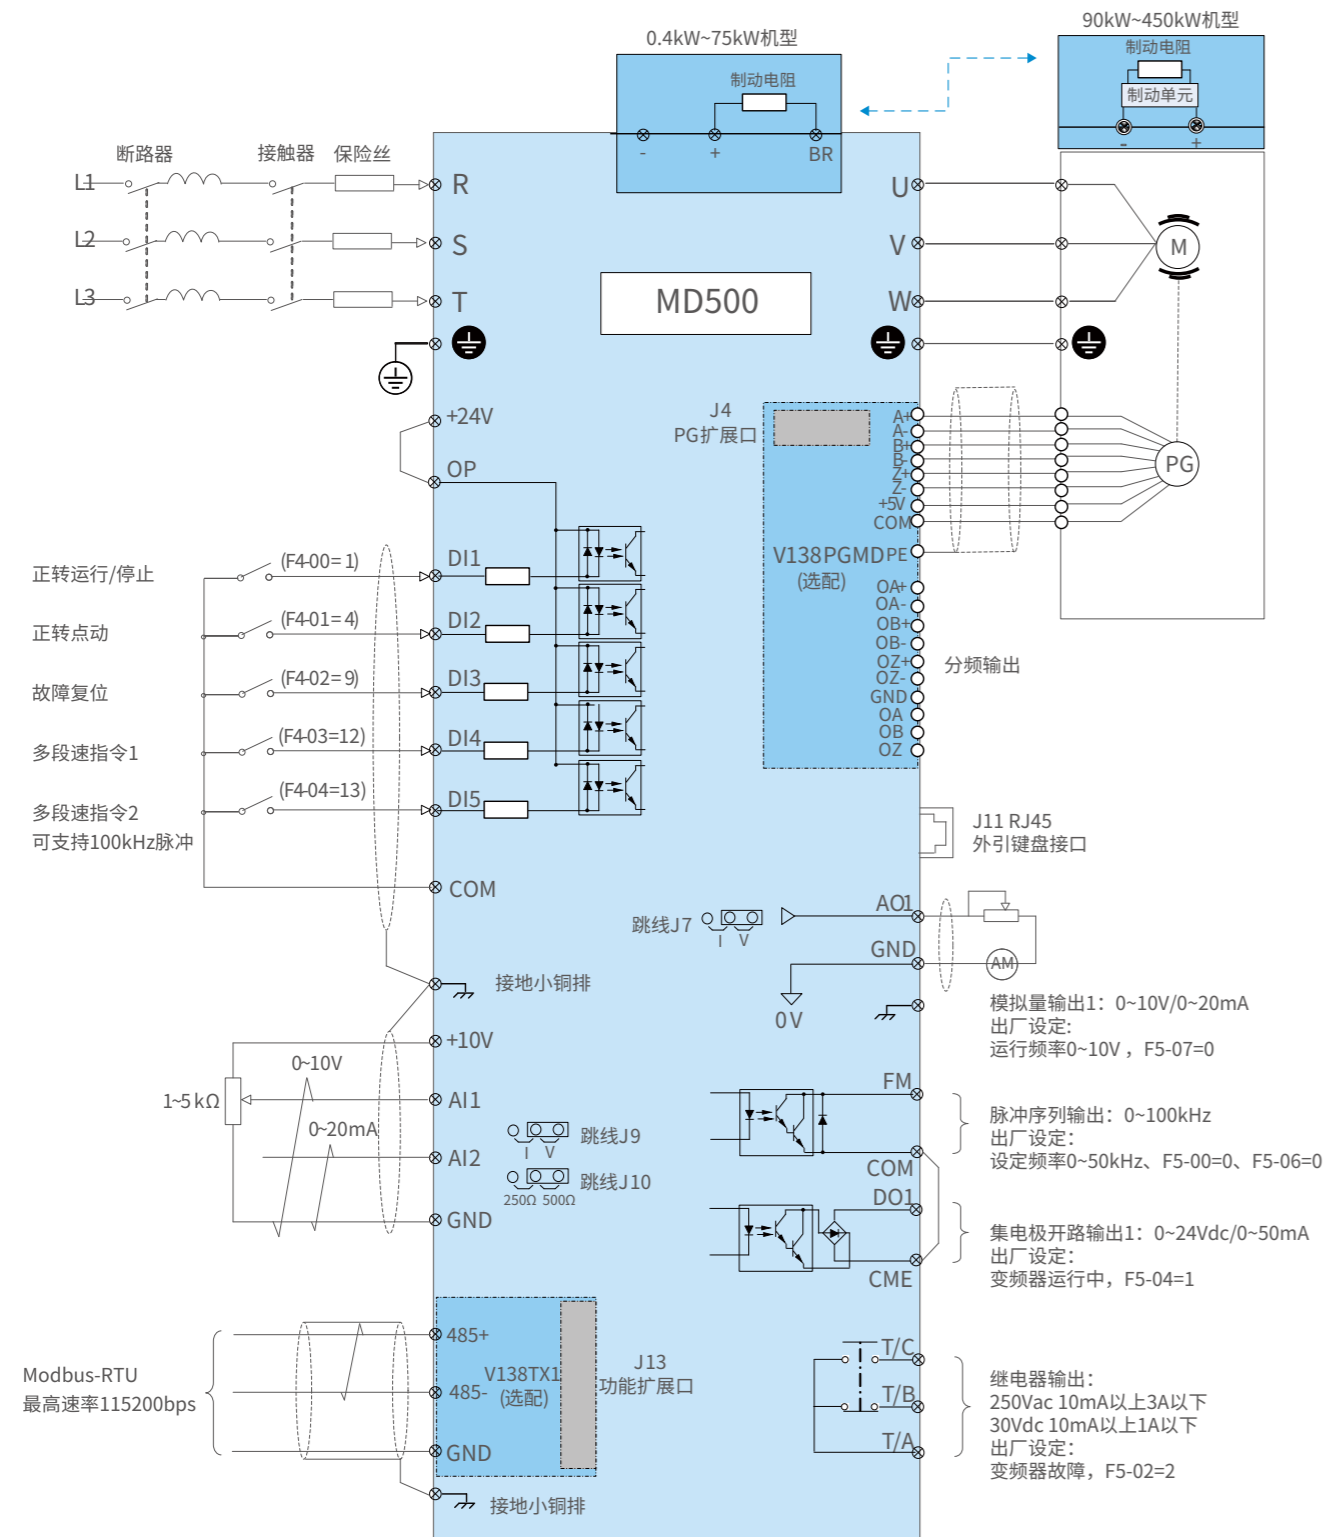 0.4kW~75kW机型
90kW~450kW机型
制动电阻
制动电阻
制动单元
- + BR
- +
断路器 接触器 保险丝
L1 R U
L2 S V
L3 T W
M
MD500
+24V
OP
J4
PG扩展口
A+
A-
B+
B-
Z+
Z-
+5V
COM
PG
V138PGMD PE
(选配)
OA+
OA-
OB+
OB-
OZ+
OZ-
GND
OA
OB
OZ
分频输出
正转运行/停止 (F4-00=1) DI1
正转点动 (F4-01=4) DI2
故障复位 (F4-02=9) DI3
多段速指令1 (F4-03=12) DI4
多段速指令2 (F4-04=13) DI5
可支持100kHz脉冲
COM
J11 RJ45
外引键盘接口
跳线J7
I V
AO1
GND
AM
0V
接地小铜排
模拟量输出1：0~10V/0~20mA
出厂设定:
运行频率0~10V ，F5-07=0
+10V
0~10V
1~5 kΩ
AI1
0~20mA
AI2
GND
跳线J9
I V
跳线J10
250Ω 500Ω
FM
COM
脉冲序列输出：0~100kHz
出厂设定：
设定频率0~50kHz、F5-00=0、F5-06=0
DO1
CME
集电极开路输出1：0~24Vdc/0~50mA
出厂设定：
变频器运行中，F5-04=1
Modbus-RTU
最高速率115200bps
485+
485-
GND
V138TX1
(选配)
J13
功能扩展口
接地小铜排
T/C
T/B
T/A
继电器输出：
250Vac 10mA以上3A以下
30Vdc 10mA以上1A以下
出厂设定：
变频器故障，F5-02=2